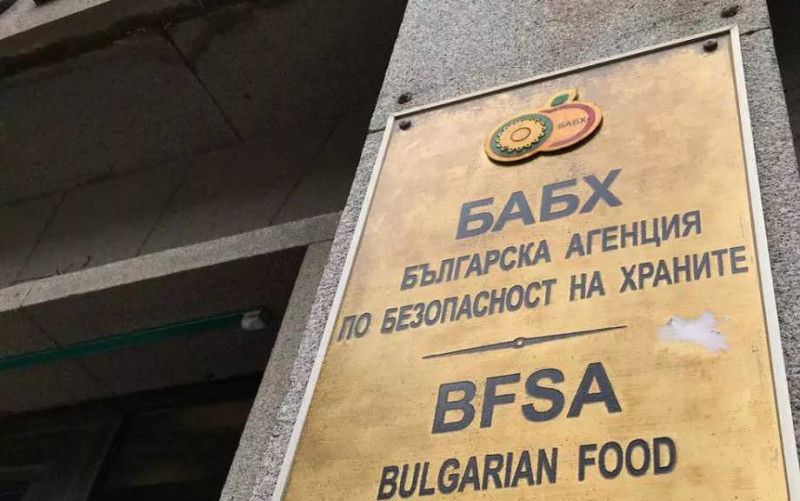 БАБХ
БАБХ
БЪЛГАРСКА АГЕНЦИЯ
ПО БЕЗОПАСНОСТ НА ХРАНИТЕ
BFSA
BULGARIAN FOOD